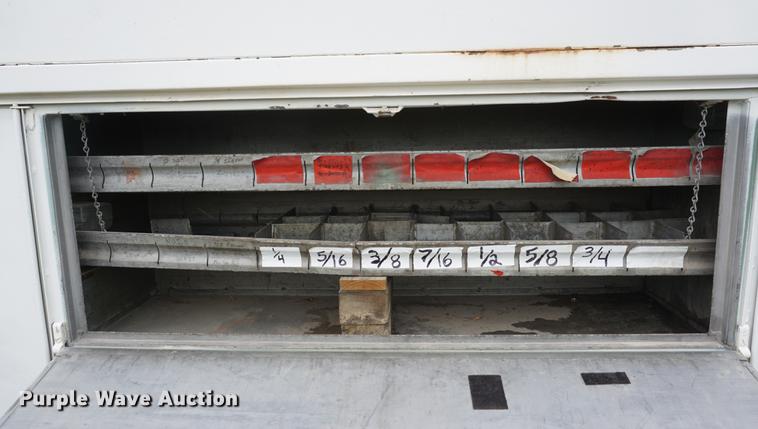 1/4 5/16 3/8 7/16 1/2 5/8 3/4
Purple Wave Auction